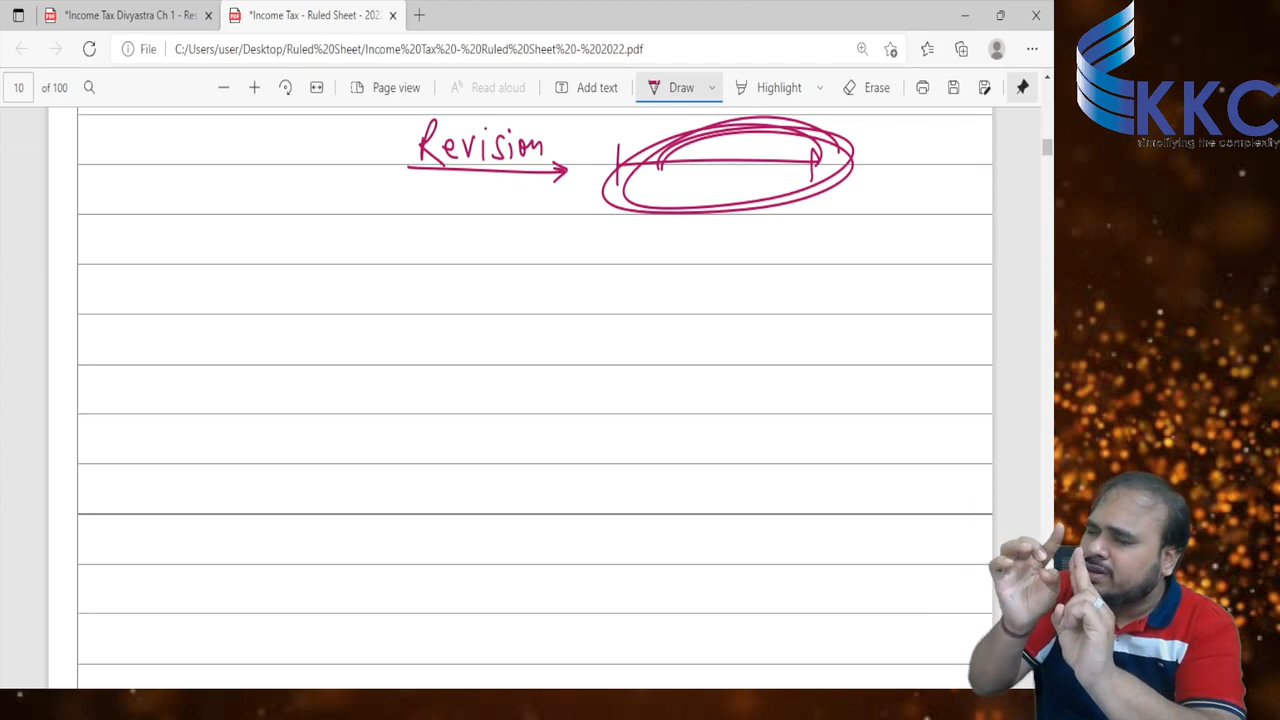 *Income Tax Divyastra Ch 1 - Res
*Income Tax - Ruled Sheet - 202
File
C:/Users/user/Desktop/Ruled%20Sheet/Income%20Tax%20-%20Ruled%20Sheet%20-%202022.pdf
10 of 100
Page view
Read aloud
Add text
Draw
Highlight
Erase
KKC
simplifying the complexity
Revision